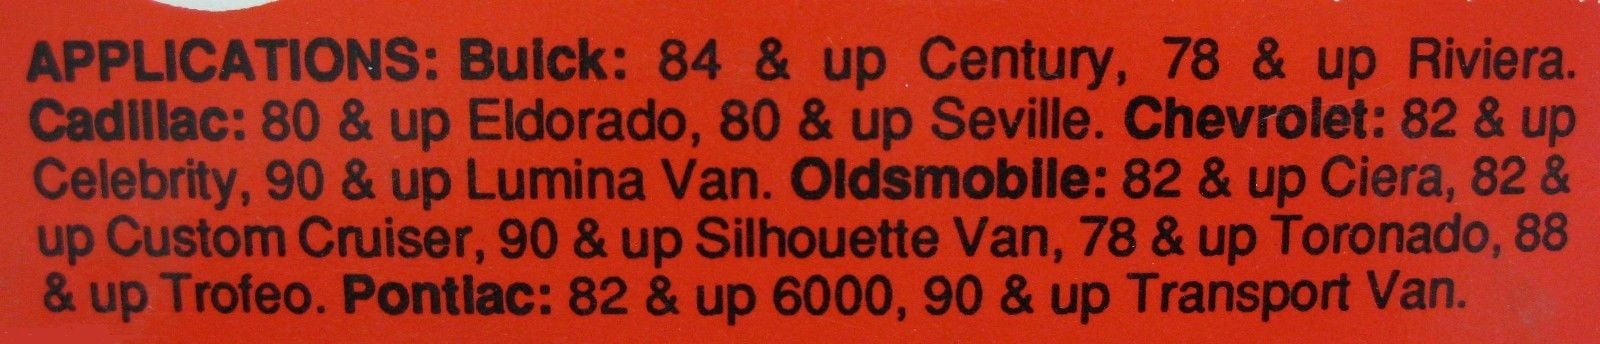 APPLICATIONS: Buick: 84 & up Century, 78 & up Riviera.
Cadillac: 80 & up Eldorado, 80 & up Seville. Chevrolet: 82 & up
Celebrity, 90 & up Lumina Van. Oldsmobile: 82 & up Ciera, 82 &
up Custom Cruiser, 90 & up Silhouette Van, 78 & up Toronado, 88
& up Trofeo. Pontiac: 82 & up 6000, 90 & up Transport Van.